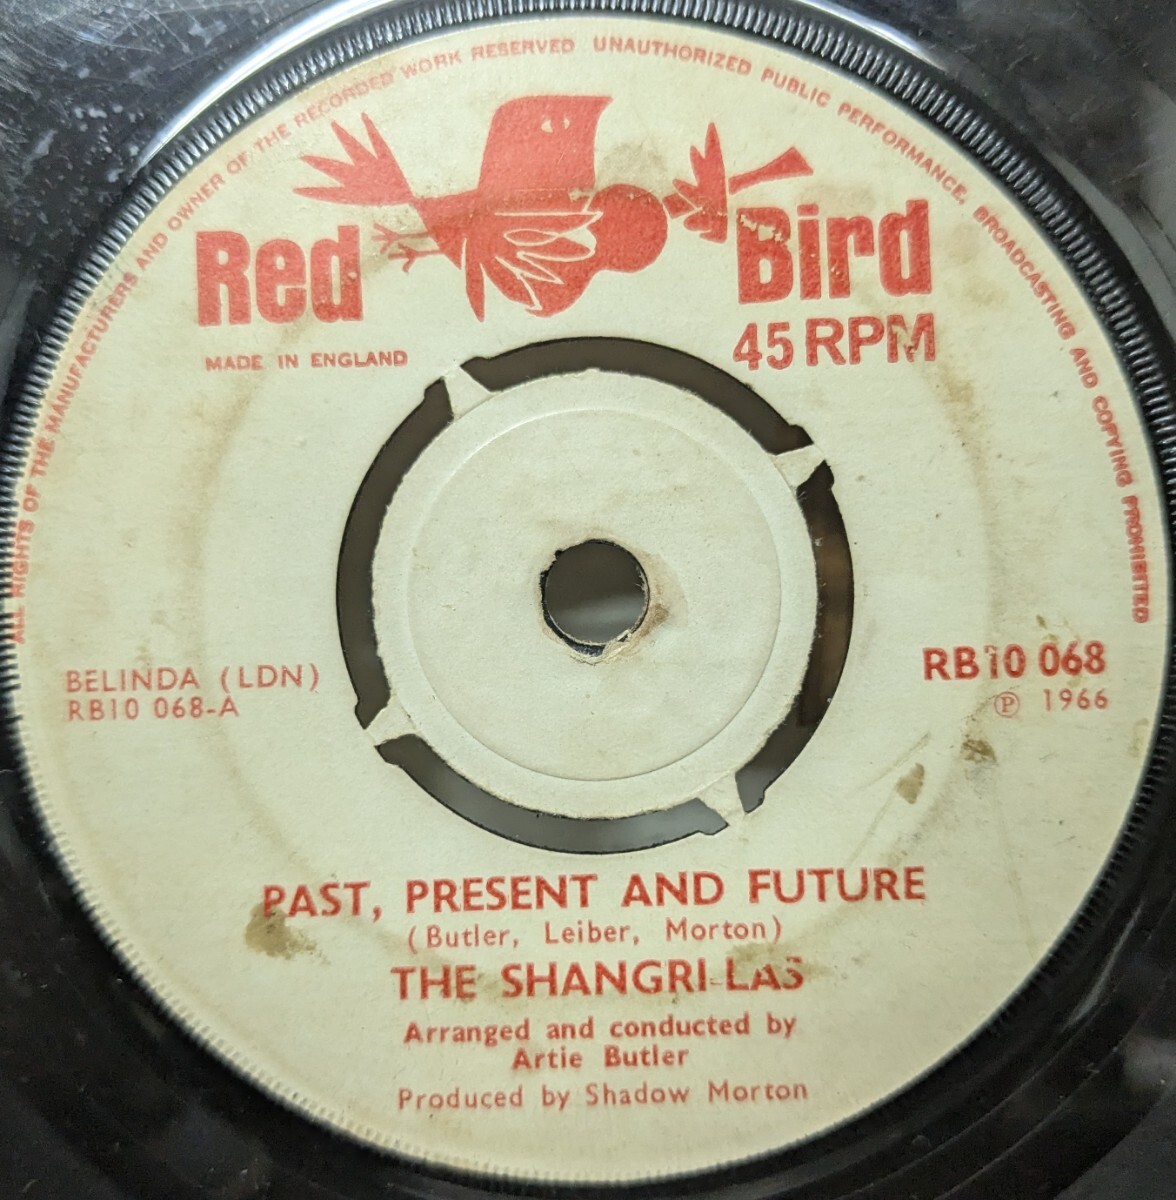 ALL RIGHTS OF THE MANUFACTURERS AND OWNER OF THE RECORDED WORK RESERVED UNAUTHORIZED PUBLIC PERFORMANCE, BROADCASTING AND COPYING PROHIBITED
Red Bird
MADE IN ENGLAND
45 RPM
BELINDA (LDN)
RB10 068-A
RB10 068
Ⓟ 1966
PAST, PRESENT AND FUTURE
(Butler, Leiber, Morton)
THE SHANGRI-LAS
Arranged and conducted by
Artie Butler
Produced by Shadow Morton